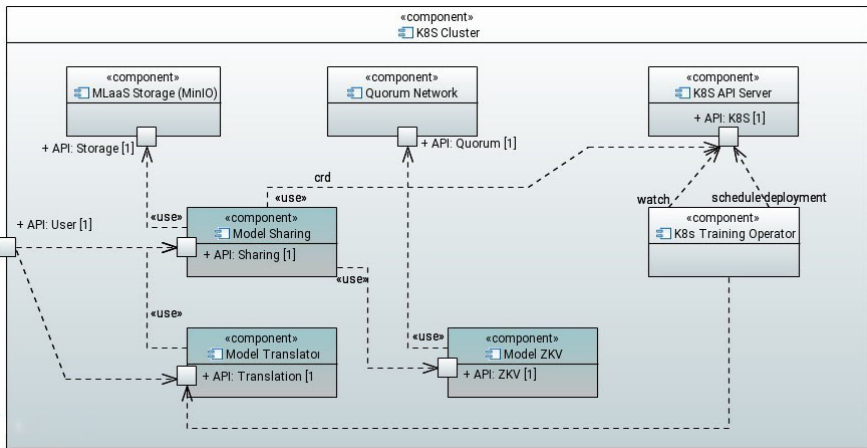 «component»
K8S Cluster
«component»
MLaaS Storage (MinIO)
«component»
Quorum Network
«component»
K8S API Server
+ API: K8S [1]
+ API: Storage [1]
+ API: Quorum [1]
crd
«use»
watch
schedule deployment
«use»
«component»
Model Sharing
+ API: Sharing [1]
+ API: User [1]
«component»
K8s Training Operator
«use»
«use»
«use»
«component»
Model Translator
+ API: Translation [1
«component»
Model ZKV
+ API: ZKV [1]